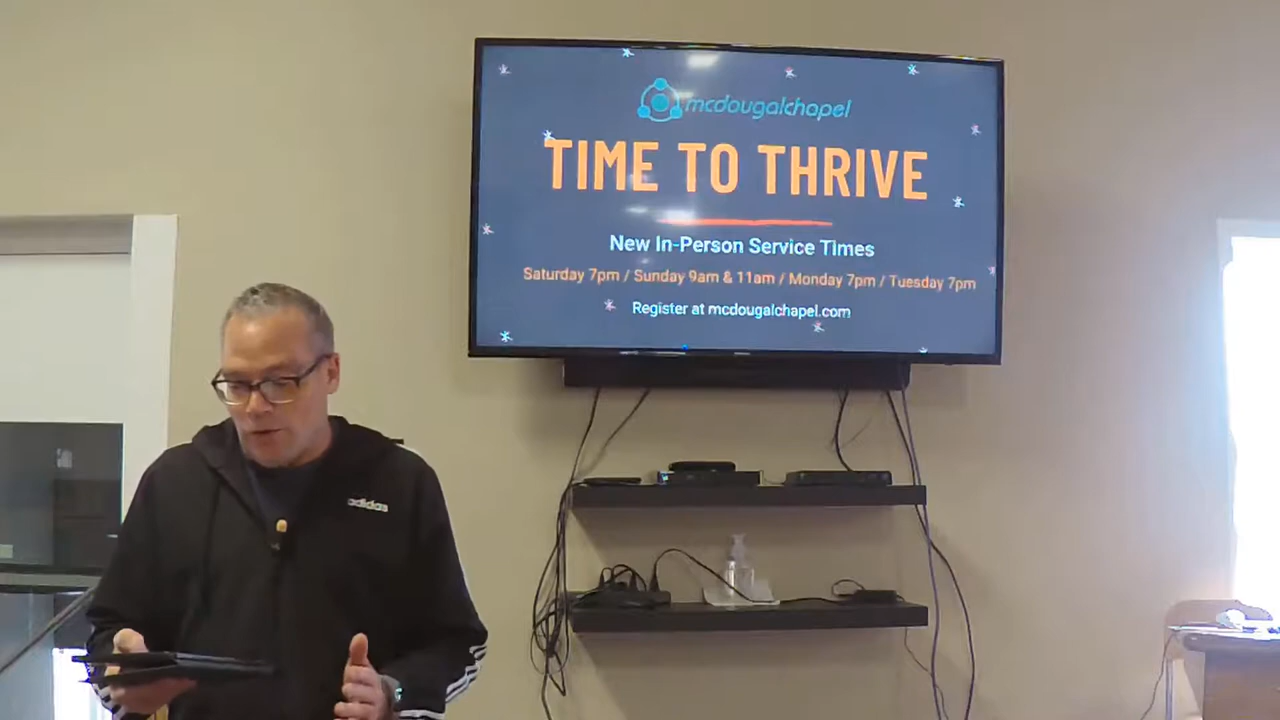 mcdougalchapel
TIME TO THRIVE
New In-Person Service Times
Saturday 7pm / Sunday 9am & 11am / Monday 7pm / Tuesday 7pm
Register at mcdougalchapel.com
adidas